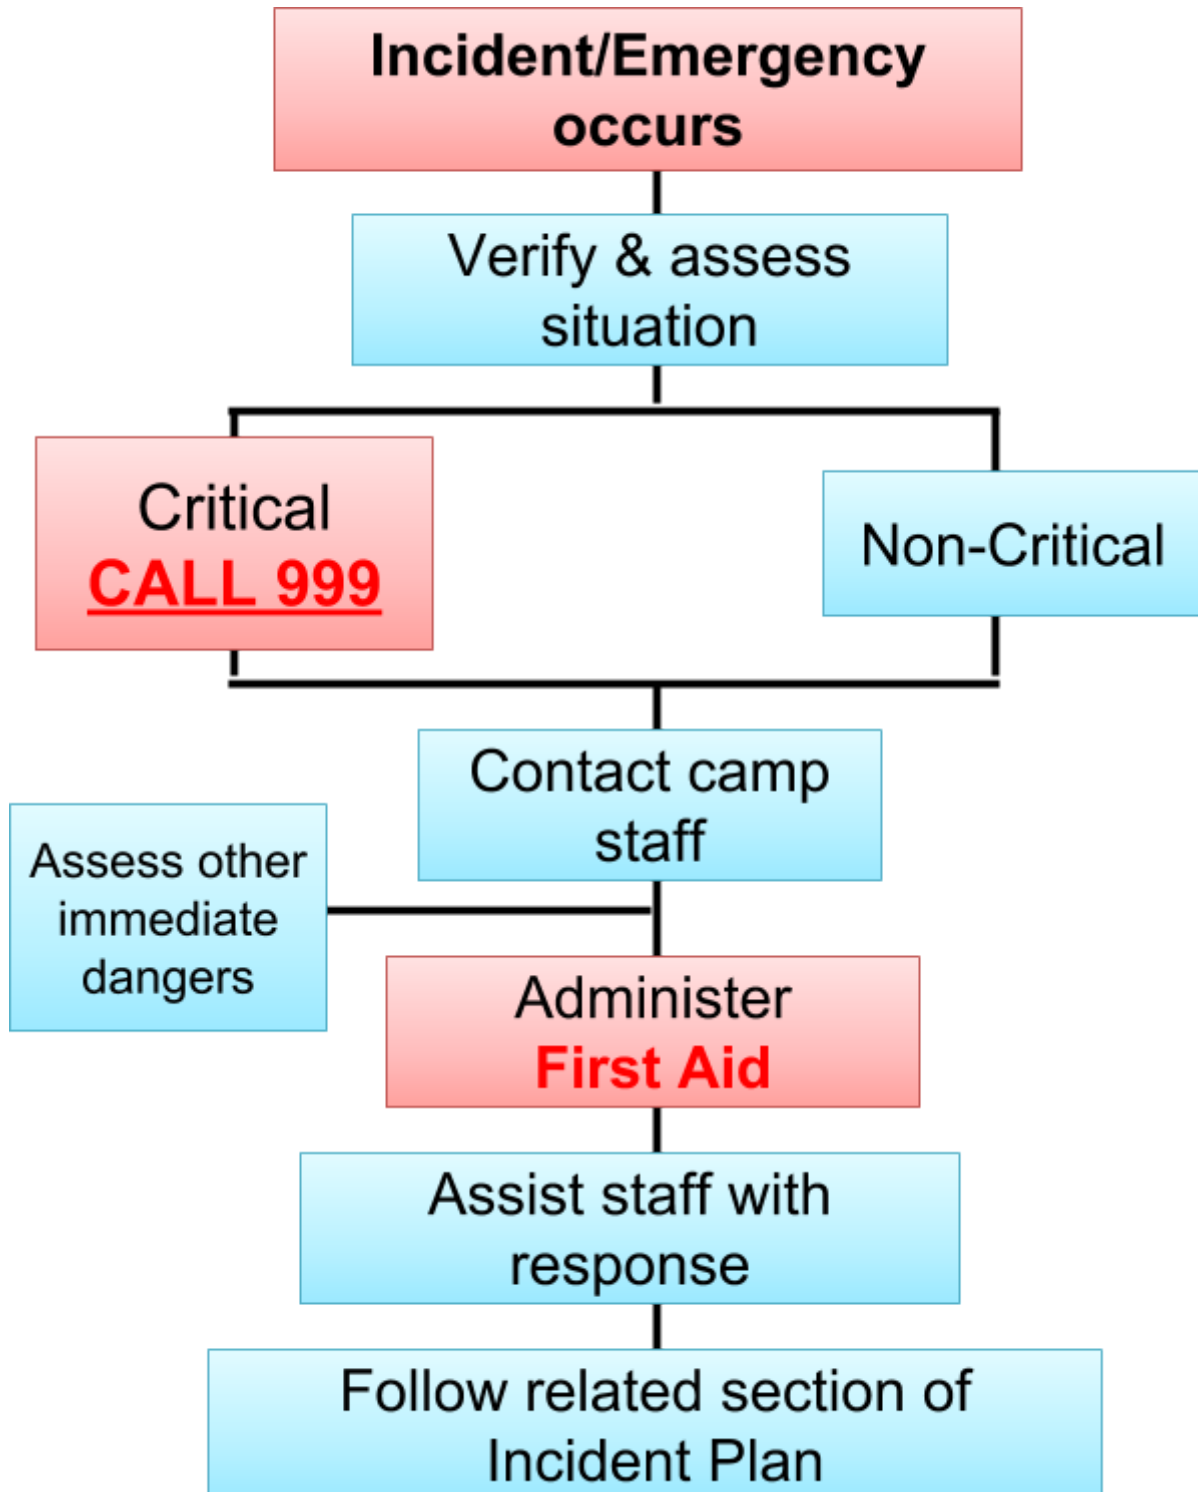 Incident/Emergency
occurs
Verify & assess
situation
Critical
CALL 999
Non-Critical
Contact camp
staff
Assess other
immediate
dangers
Administer
First Aid
Assist staff with
response
Follow related section of
Incident Plan